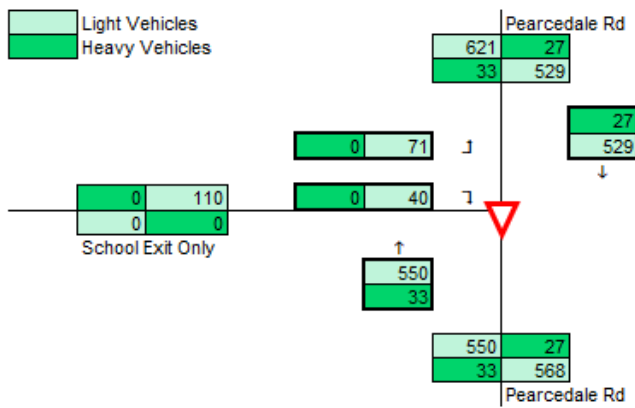 Light Vehicles
Heavy Vehicles
Pearcedale Rd
621 27
33 529
27
529
↓
0 71 ↰
0 40 ↴
0 110
0 0
School Exit Only
↑
550
33
550 27
33 568
Pearcedale Rd